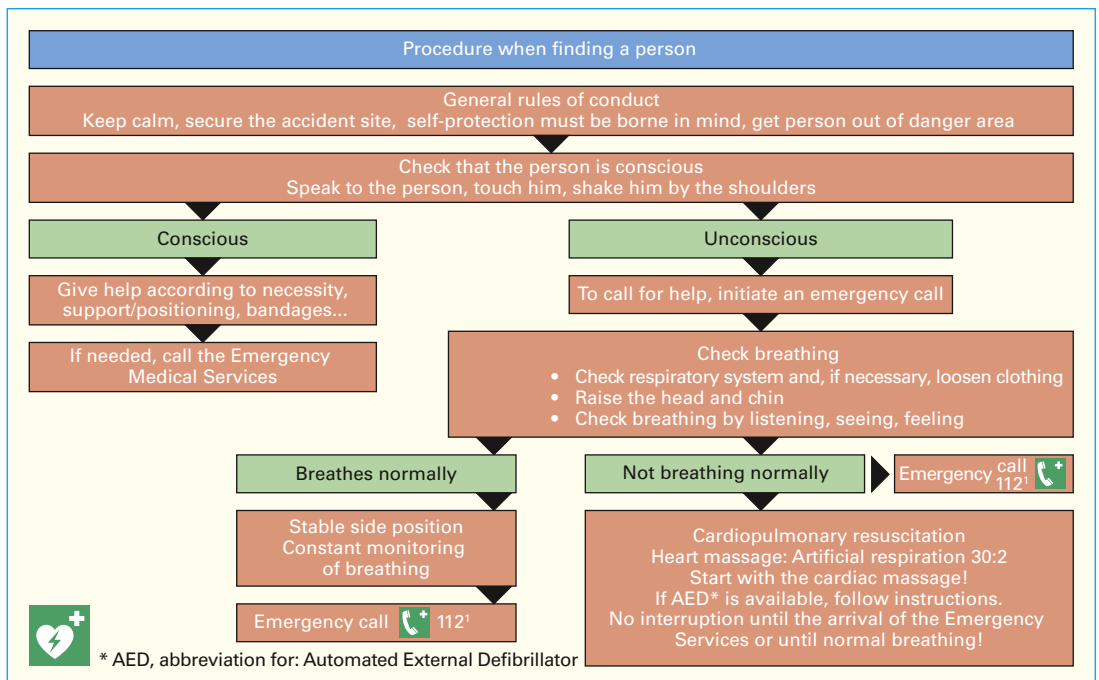 Procedure when finding a person
General rules of conduct
Keep calm, secure the accident site, self-protection must be borne in mind, get person out of danger area
Check that the person is conscious
Speak to the person, touch him, shake him by the shoulders
Conscious
Give help according to necessity,
support/positioning, bandages...
If needed, call the Emergency
Medical Services
Unconscious
To call for help, initiate an emergency call
Check breathing
• Check respiratory system and, if necessary, loosen clothing
• Raise the head and chin
• Check breathing by listening, seeing, feeling
Breathes normally
Stable side position
Constant monitoring
of breathing
Emergency call 112¹
Not breathing normally
Emergency call
112¹
Cardiopulmonary resuscitation
Heart massage: Artificial respiration 30:2
Start with the cardiac massage!
If AED* is available, follow instructions.
No interruption until the arrival of the Emergency
Services or until normal breathing!
* AED, abbreviation for: Automated External Defibrillator